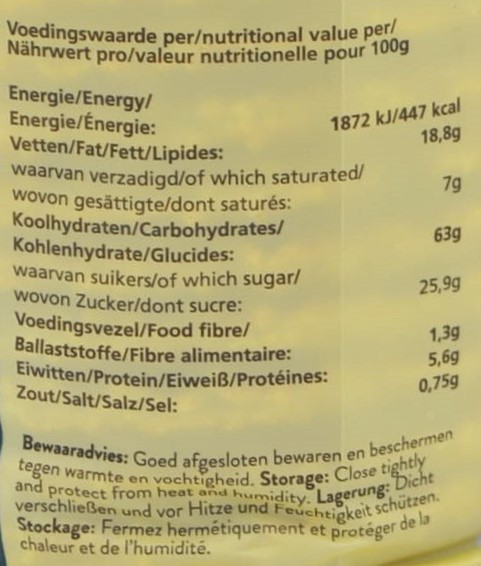 Voedingswaarde per/nutritional value per/
Nährwert pro/valeur nutritionelle pour 100g
Energie/Energy/
Energie/Énergie: 1872 kJ/447 kcal
Vetten/Fat/Fett/Lipides: 18,8g
waarvan verzadigd/of which saturated/
wovon gesättigte/dont saturés: 7g
Koolhydraten/Carbohydrates/
Kohlenhydrate/Glucides: 63g
waarvan suikers/of which sugar/
wovon Zucker/dont sucre: 25,9g
Voedingsvezel/Food fibre/
Ballaststoffe/Fibre alimentaire: 1,3g
Eiwitten/Protein/Eiweiß/Protéines: 5,6g
Zout/Salt/Salz/Sel: 0,75g
Bewaaradvies: Goed afgesloten bewaren en beschermen
tegen warmte en vochtigheid. Storage: Close tightly
and protect from heat and humidity. Lagerung: Dicht
verschließen und vor Hitze und Feuchtigkeit schützen.
Stockage: Fermez hermétiquement et protéger de la
chaleur et de l'humidité.